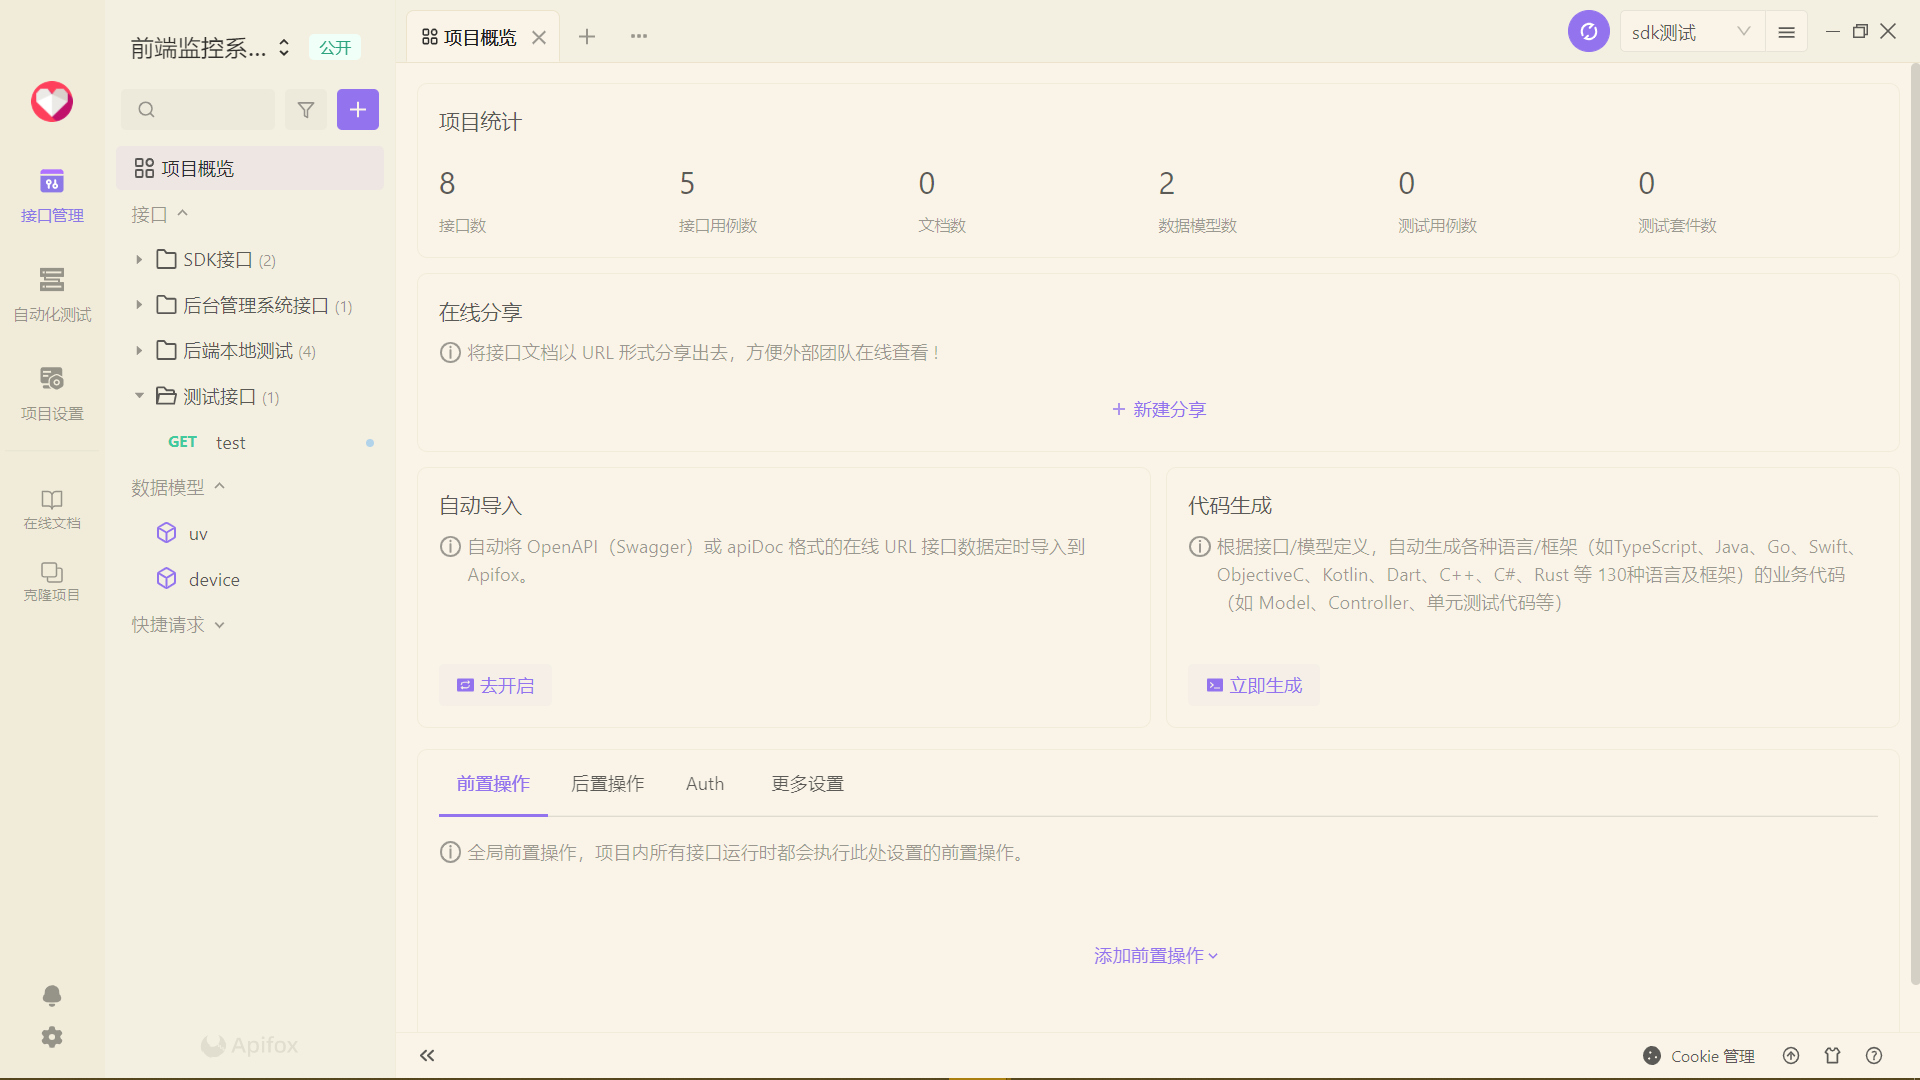 前端监控系...
公开
项目概览
sdk测试
接口管理
自动化测试
项目设置
在线文档
克隆项目
项目概览
接口
SDK接口 (2)
后台管理系统接口 (1)
后端本地测试 (4)
测试接口 (1)
GET test
数据模型
uv
device
快捷请求
Apifox
项目统计
8
5
0
2
0
0
接口数
接口用例数
文档数
数据模型数
测试用例数
测试套件数
在线分享
将接口文档以 URL 形式分享出去，方便外部团队在线查看！
新建分享
自动导入
自动将 OpenAPI（Swagger）或 apiDoc 格式的在线 URL 接口数据定时导入到
Apifox。
去开启
代码生成
根据接口/模型定义，自动生成各种语言/框架（如TypeScript、Java、Go、Swift、
ObjectiveC、Kotlin、Dart、C++、C#、Rust 等 130种语言及框架）的业务代码
（如 Model、Controller、单元测试代码等）
立即生成
前置操作
后置操作
Auth
更多设置
全局前置操作，项目内所有接口运行时都会执行此处设置的前置操作。
添加前置操作
Cookie 管理